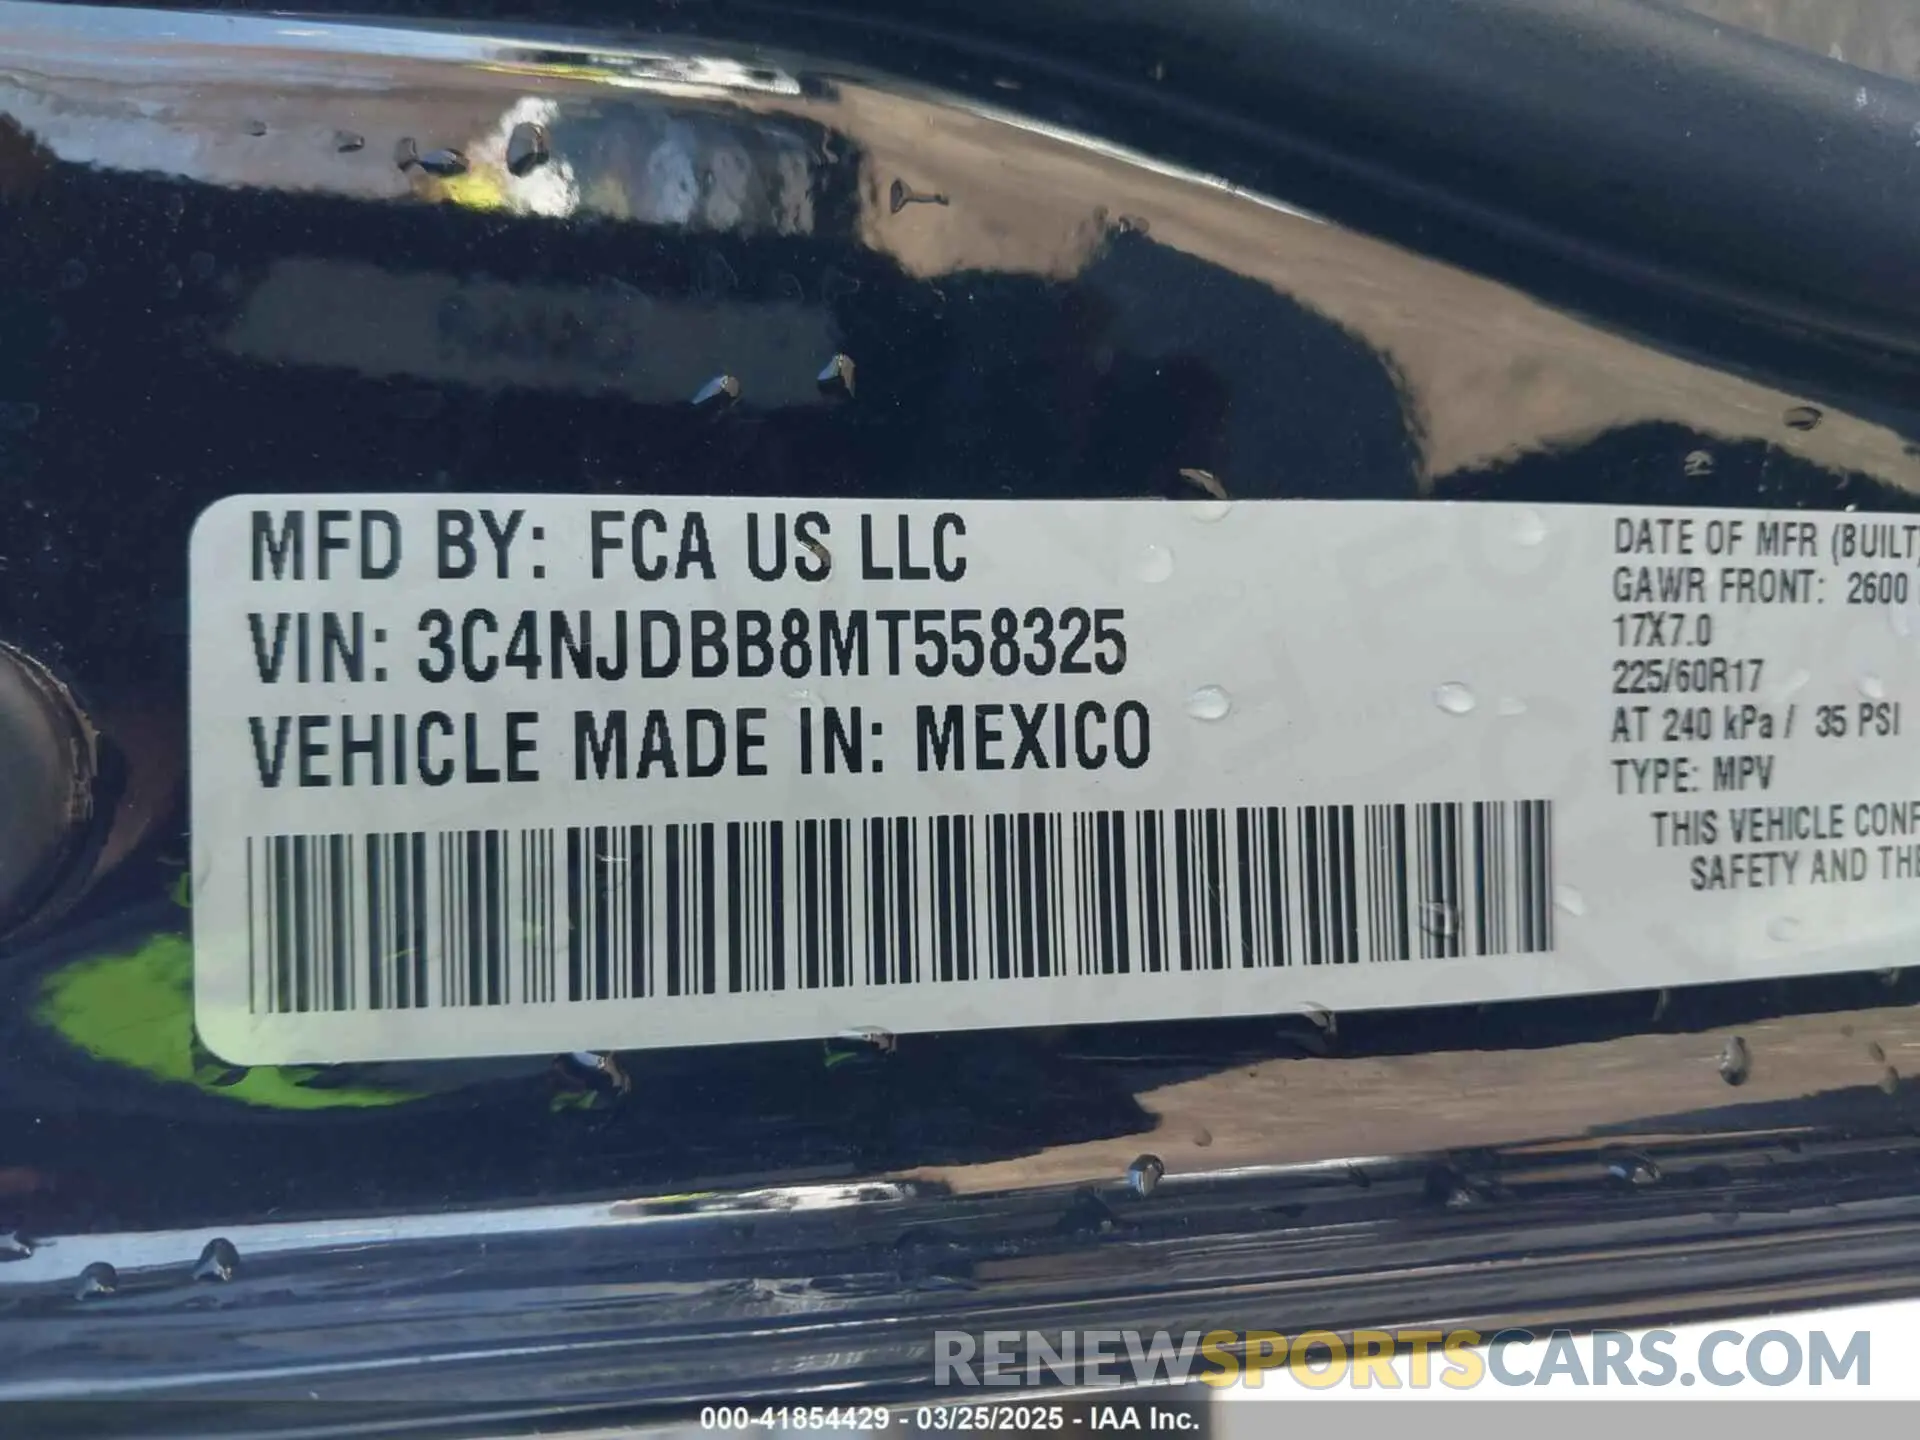 MFD BY: FCA US LLC
VIN: 3C4NJDBB8MT558325
VEHICLE MADE IN: MEXICO
DATE OF MFR (BUILT)
GAWR FRONT: 2600
17X7.0
225/60R17
AT 240 kPa / 35 PSI
TYPE: MPV
THIS VEHICLE CONF
SAFETY AND THE
RENEWSPORTSCARS.COM
000-41854429 - 03/25/2025 - IAA Inc.